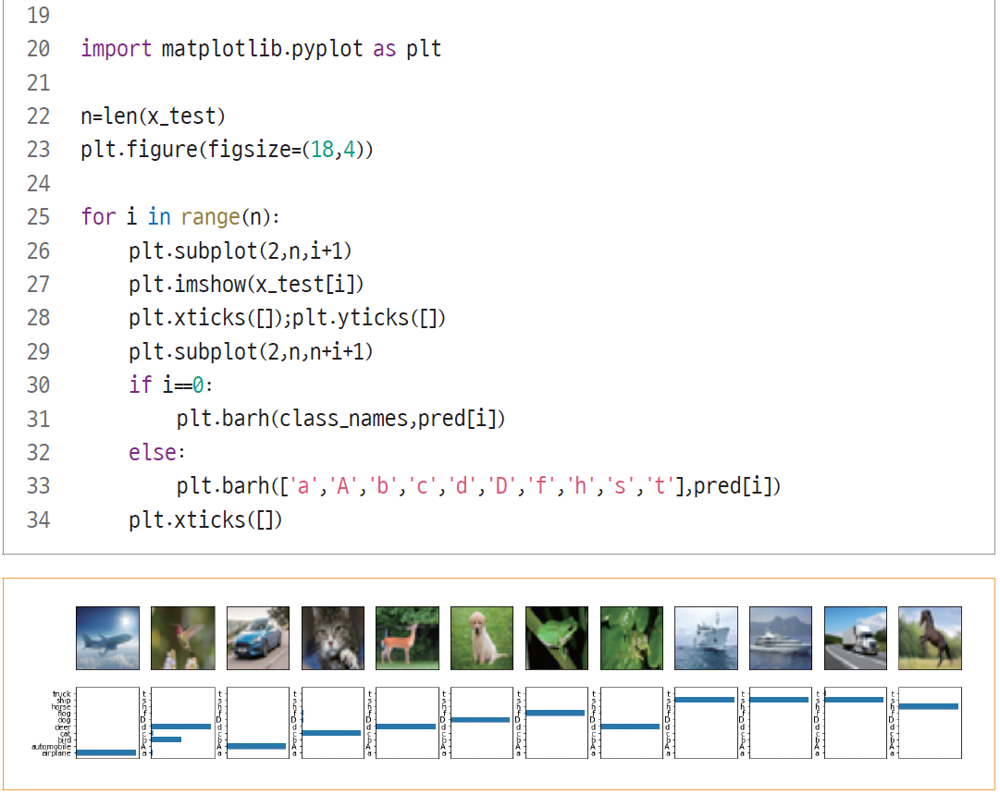 19
20 import matplotlib.pyplot as plt
21
22 n=len(x_test)
23 plt.figure(figsize=(18,4))
24
25 for i in range(n):
26     plt.subplot(2,n,i+1)
27     plt.imshow(x_test[i])
28     plt.xticks([]);plt.yticks([])
29     plt.subplot(2,n,n+i+1)
30     if i==0:
31         plt.barh(class_names,pred[i])
32     else:
33         plt.barh(['a','A','b','c','d','D','f','h','s','t'],pred[i])
34     plt.xticks([])
truck t t t t t t t t t t t
ship s s s s s s s s s s s
horse h h h h h h h h h h h
frog f f f f f f f f f f f
dog D D D D D D D D D D D
deer d d d d d d d d d d d
cat c c c c c c c c c c c
bird b b b b b b b b b b b
automobile A A A A A A A A A A A
airplane a a a a a a a a a a a